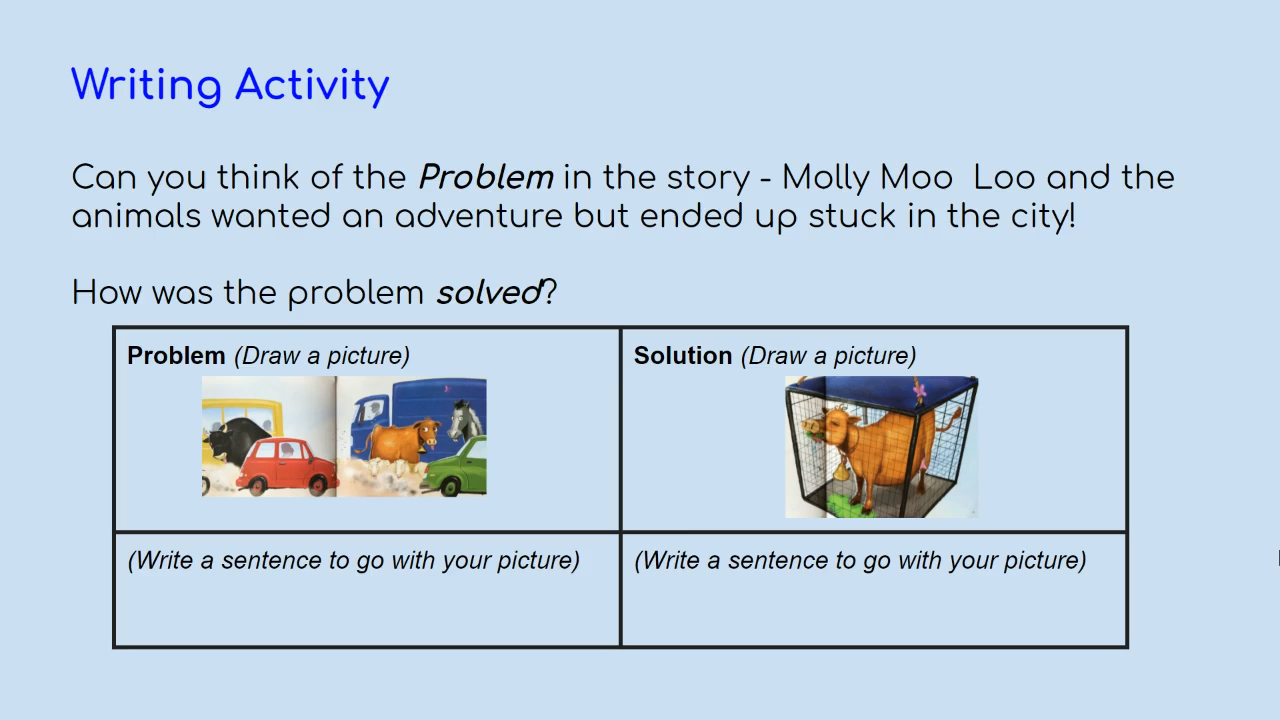 Writing Activity
Can you think of the Problem in the story - Molly Moo  Loo and the
animals wanted an adventure but ended up stuck in the city!
How was the problem solved?
Problem (Draw a picture)
Solution (Draw a picture)
(Write a sentence to go with your picture)
(Write a sentence to go with your picture)